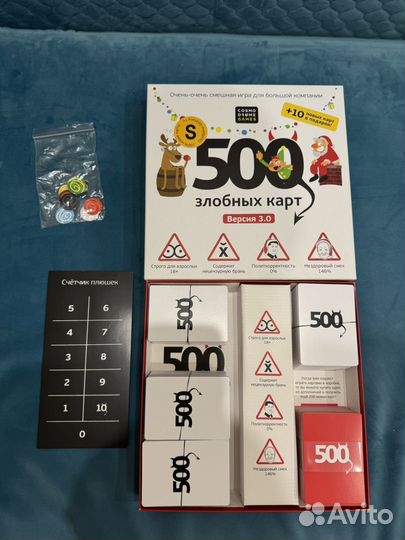 Очень-очень смешная игра для большой компании
COSMO
DROME
GAMES
+10 новых карт
в подарок!
S
500
злобных карт
Версия 3.0
Строго для взрослых
18+
Содержит
нецензурную брань
Политкорректность
0%
Нездоровый смех
146%
Счётчик плюшек
5 6
4 7
3 8
2 9
1 10
0
500
500
500
500
500
500
Строго для взрослых
18+
Содержит
нецензурную брань
Политкорректность
0%
Нездоровый смех
146%
Avito